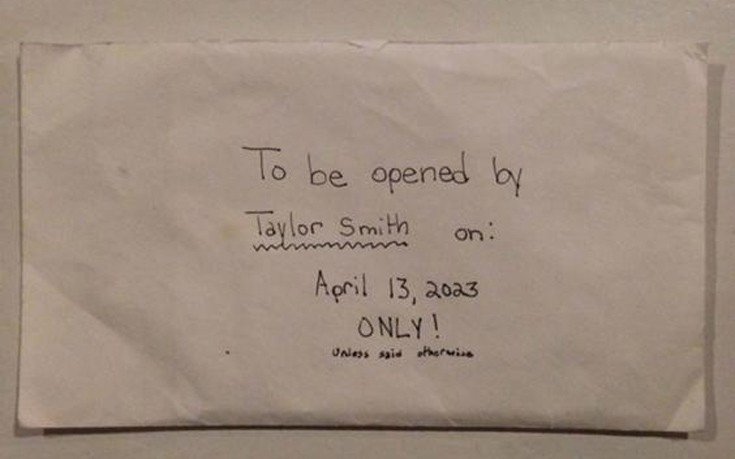 To be opened by
Taylor Smith on:
April 13, 2023
ONLY!
Unless said otherwise